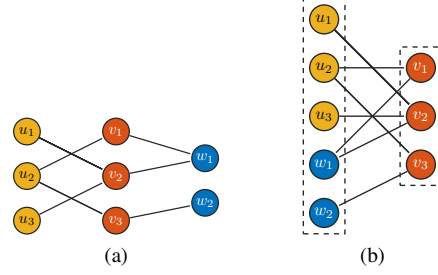 u₁
u₂
u₃
v₁
v₂
v₃
w₁
w₂
(a)
u₁
u₂
u₃
w₁
w₂
v₁
v₂
v₃
(b)